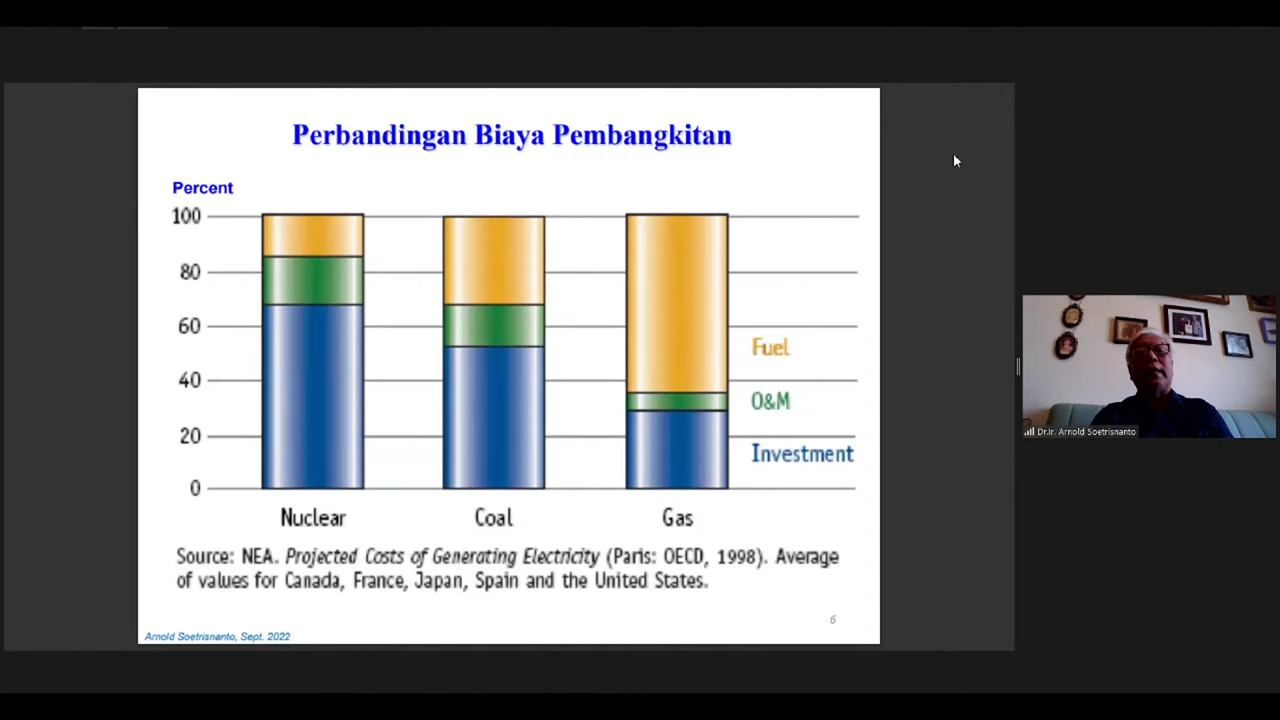 Perbandingan Biaya Pembangkitan
Percent
100
80
60
40
20
0
Fuel
O&M
Investment
Nuclear
Coal
Gas
Source: NEA. Projected Costs of Generating Electricity (Paris: OECD, 1998). Average
of values for Canada, France, Japan, Spain and the United States.
6
Arnold Soetrisnanto, Sept. 2022
Dr.Ir. Arnold Soetrisnanto